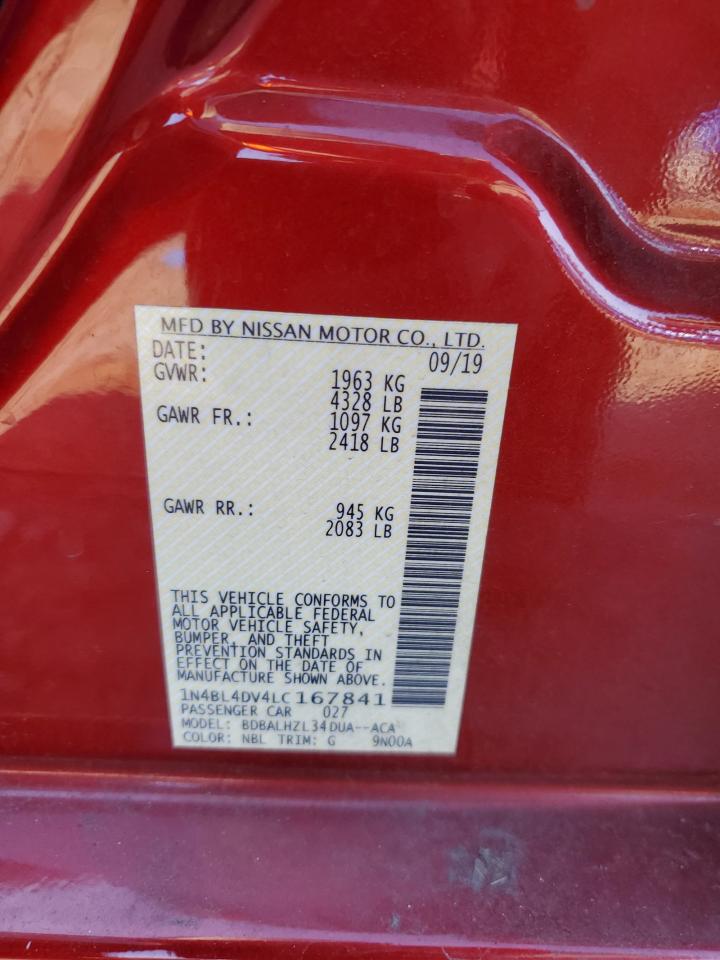 MFD BY NISSAN MOTOR CO., LTD.
DATE: 09/19
GVWR: 1963 KG
4328 LB
GAWR FR.: 1097 KG
2418 LB
GAWR RR.: 945 KG
2083 LB
THIS VEHICLE CONFORMS TO
ALL APPLICABLE FEDERAL
MOTOR VEHICLE SAFETY,
BUMPER, AND THEFT
PREVENTION STANDARDS IN
EFFECT ON THE DATE OF
MANUFACTURE SHOWN ABOVE.
1N4BL4DV4LC167841
PASSENGER CAR 027
MODEL: BDBALHZL34DUA--ACA
COLOR: NBL TRIM: G 9N00A